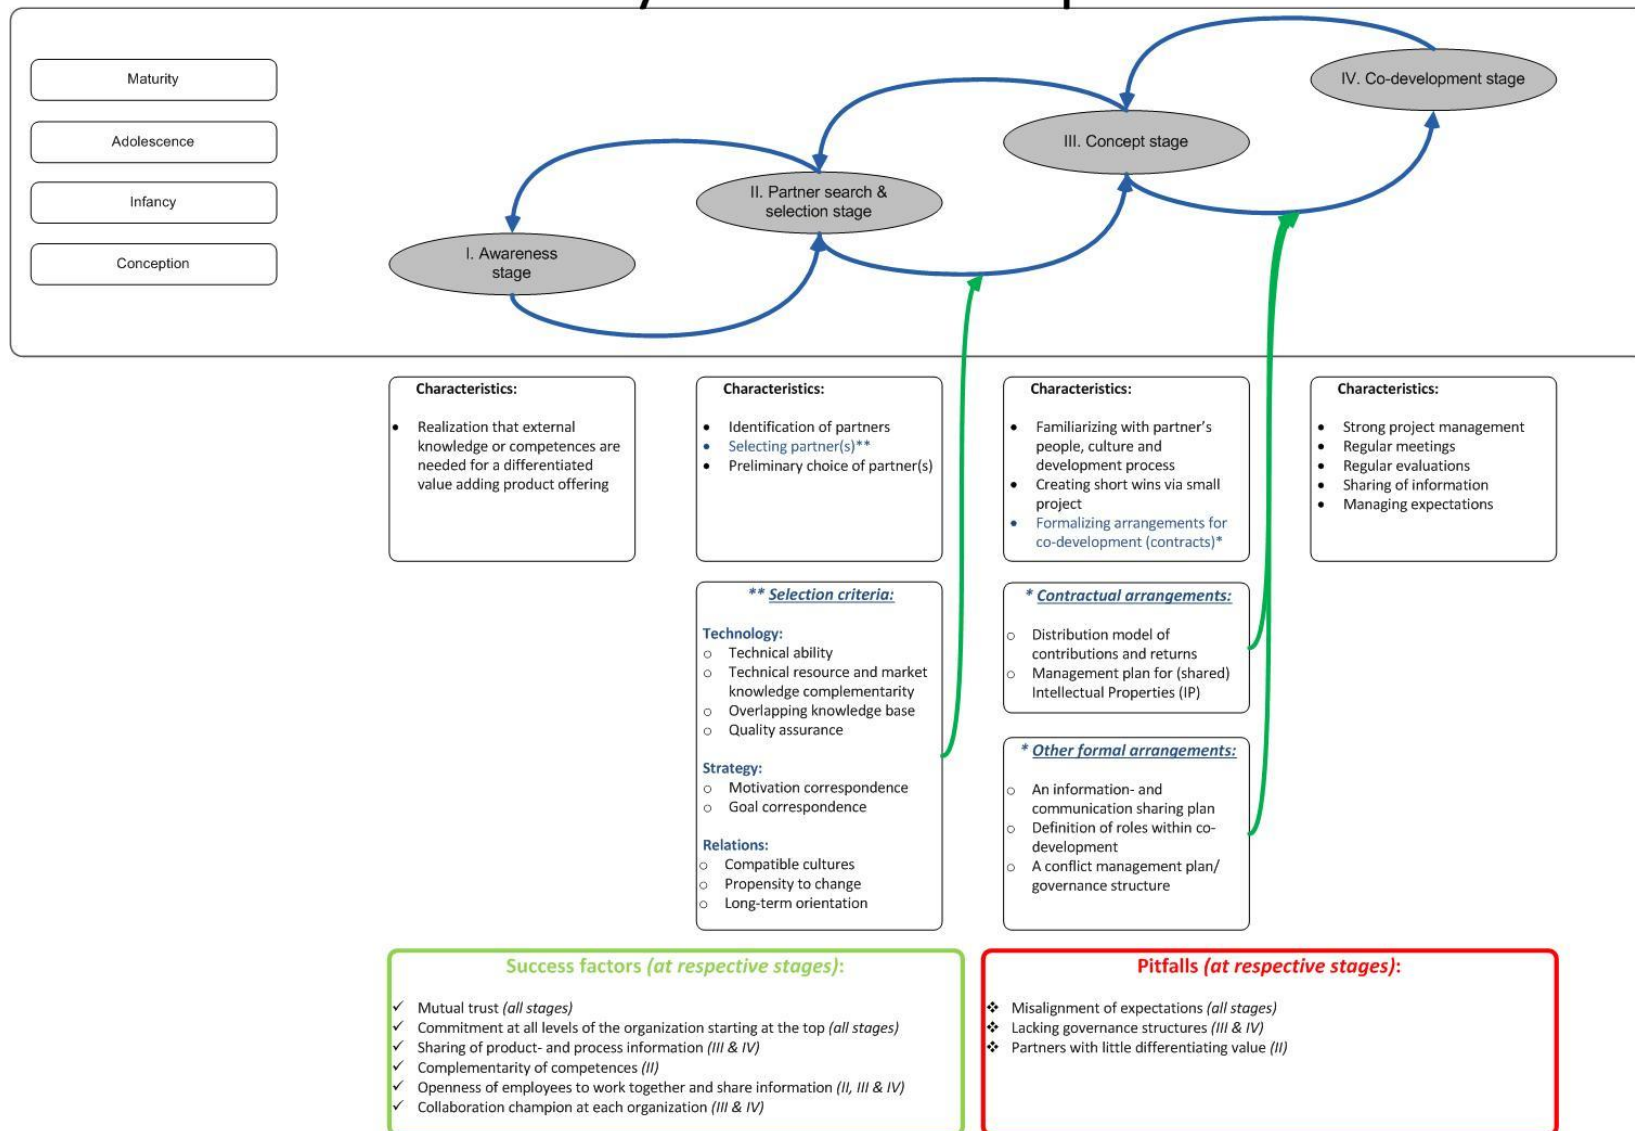 Maturity
Adolescence
Infancy
Conception
IV. Co-development stage
III. Concept stage
II. Partner search &
selection stage
I. Awareness
stage
Characteristics:
• Realization that external
knowledge or competences are
needed for a differentiated
value adding product offering
Characteristics:
• Identification of partners
• Selecting partner(s)**
• Preliminary choice of partner(s)
Characteristics:
• Familiarizing with partner's
people, culture and
development process
• Creating short wins via small
project
• Formalizing arrangements for
co-development (contracts)*
Characteristics:
• Strong project management
• Regular meetings
• Regular evaluations
• Sharing of information
• Managing expectations
** Selection criteria:
Technology:
○ Technical ability
○ Technical resource and market
knowledge complementarity
○ Overlapping knowledge base
○ Quality assurance
Strategy:
○ Motivation correspondence
○ Goal correspondence
Relations:
○ Compatible cultures
○ Propensity to change
○ Long-term orientation
* Contractual arrangements:
○ Distribution model of
contributions and returns
○ Management plan for (shared)
Intellectual Properties (IP)
* Other formal arrangements:
○ An information- and
communication sharing plan
○ Definition of roles within co-
development
○ A conflict management plan/
governance structure
Success factors (at respective stages):
✓ Mutual trust (all stages)
✓ Commitment at all levels of the organization starting at the top (all stages)
✓ Sharing of product- and process information (III & IV)
✓ Complementarity of competences (II)
✓ Openness of employees to work together and share information (II, III & IV)
✓ Collaboration champion at each organization (III & IV)
Pitfalls (at respective stages):
❖ Misalignment of expectations (all stages)
❖ Lacking governance structures (III & IV)
❖ Partners with little differentiating value (II)